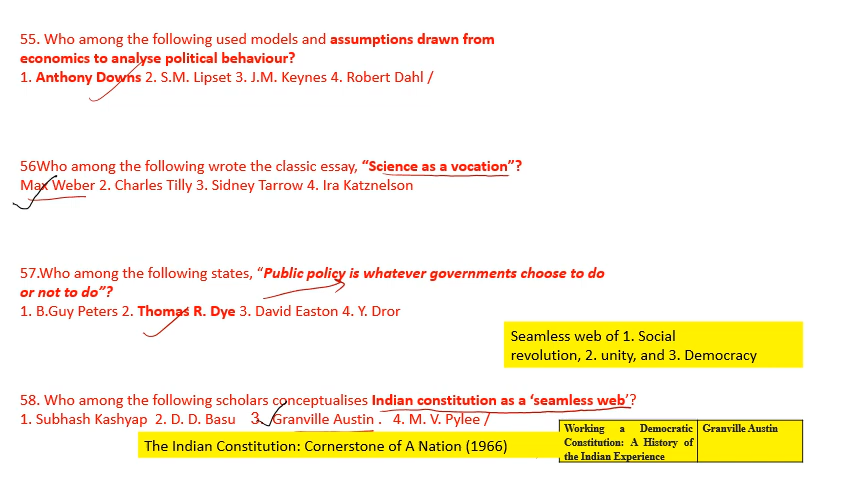 55. Who among the following used models and assumptions drawn from
economics to analyse political behaviour?
1. Anthony Downs 2. S.M. Lipset 3. J.M. Keynes 4. Robert Dahl /
56Who among the following wrote the classic essay, “Science as a vocation”?
Max Weber 2. Charles Tilly 3. Sidney Tarrow 4. Ira Katznelson
57.Who among the following states, “Public policy is whatever governments choose to do
or not to do”?
1. B.Guy Peters 2. Thomas R. Dye 3. David Easton 4. Y. Dror
Seamless web of 1. Social
revolution, 2. unity, and 3. Democracy
58. Who among the following scholars conceptualises Indian constitution as a ‘seamless web’?
1. Subhash Kashyap 2. D. D. Basu 3. Granville Austin . 4. M. V. Pylee /
The Indian Constitution: Cornerstone of A Nation (1966)
Working a Democratic
Constitution: A History of
the Indian Experience
Granville Austin